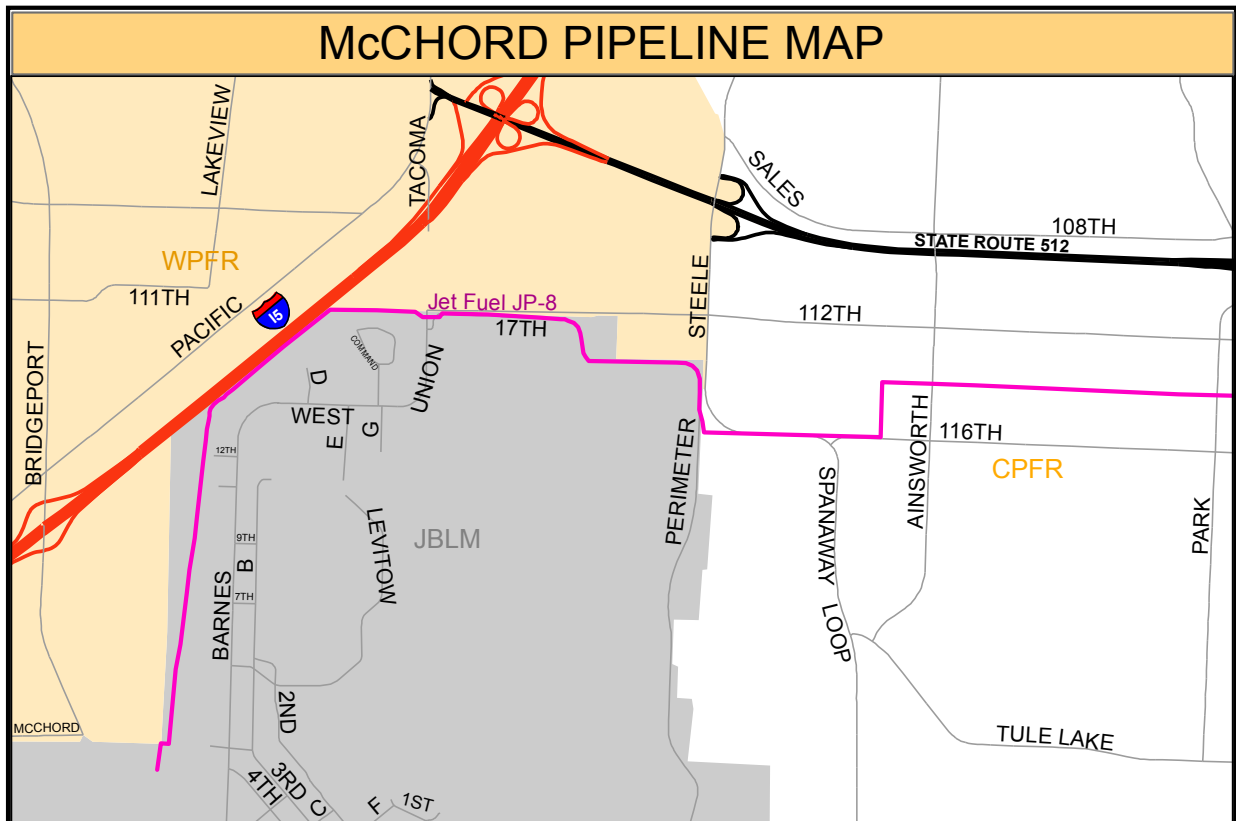 McCHORD PIPELINE MAP
LAKEVIEW
TACOMA
SALES
108TH
STATE ROUTE 512
WPFR
111TH
PACIFIC
I5
Jet Fuel JP-8
17TH
STEELE
112TH
BRIDGEPORT
COMMAND
UNION
D
WEST
E
G
AINSWORTH
116TH
CPFR
12TH
PERIMETER
SPANAWAY LOOP
PARK
LEVITOW
JBLM
9TH
B
7TH
BARNES
2ND
MCCHORD
TULE LAKE
3RD
4TH
C
F
1ST